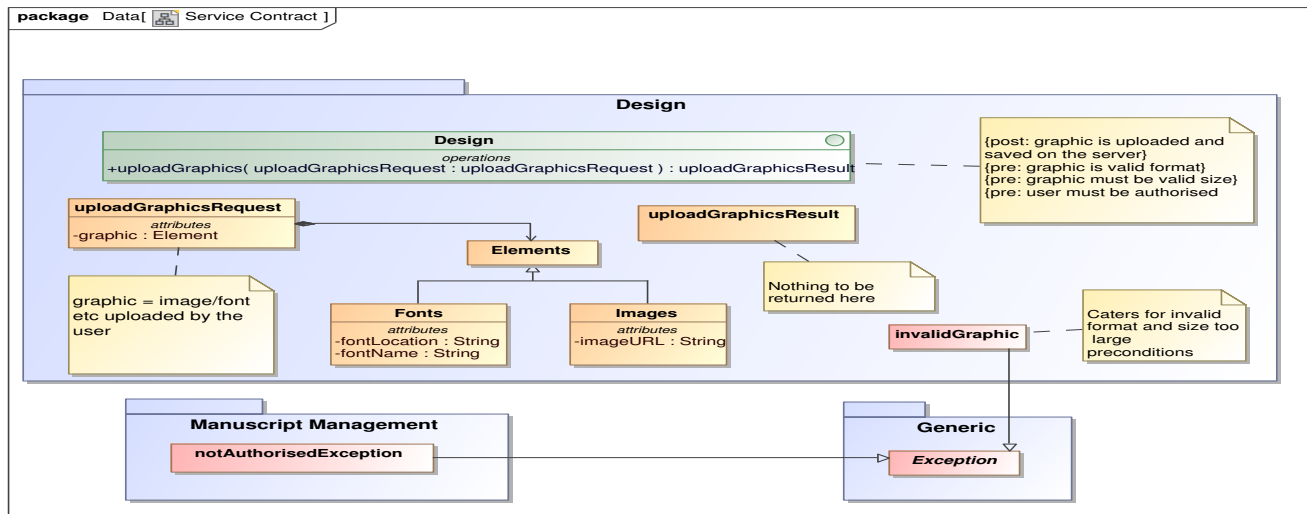 package Data[ Service Contract ]
Design
Design
operations
+uploadGraphics( uploadGraphicsRequest : uploadGraphicsRequest ) : uploadGraphicsResult
{post: graphic is uploaded and
saved on the server}
{pre: graphic is valid format}
{pre: graphic must be valid size}
{pre: user must be authorised
uploadGraphicsRequest
attributes
-graphic : Element
uploadGraphicsResult
Elements
graphic = image/font
etc uploaded by the
user
Nothing to be
returned here
Fonts
attributes
-fontLocation : String
-fontName : String
Images
attributes
-imageURL : String
invalidGraphic
Caters for invalid
format and size too
large
preconditions
Manuscript Management
notAuthorisedException
Generic
Exception